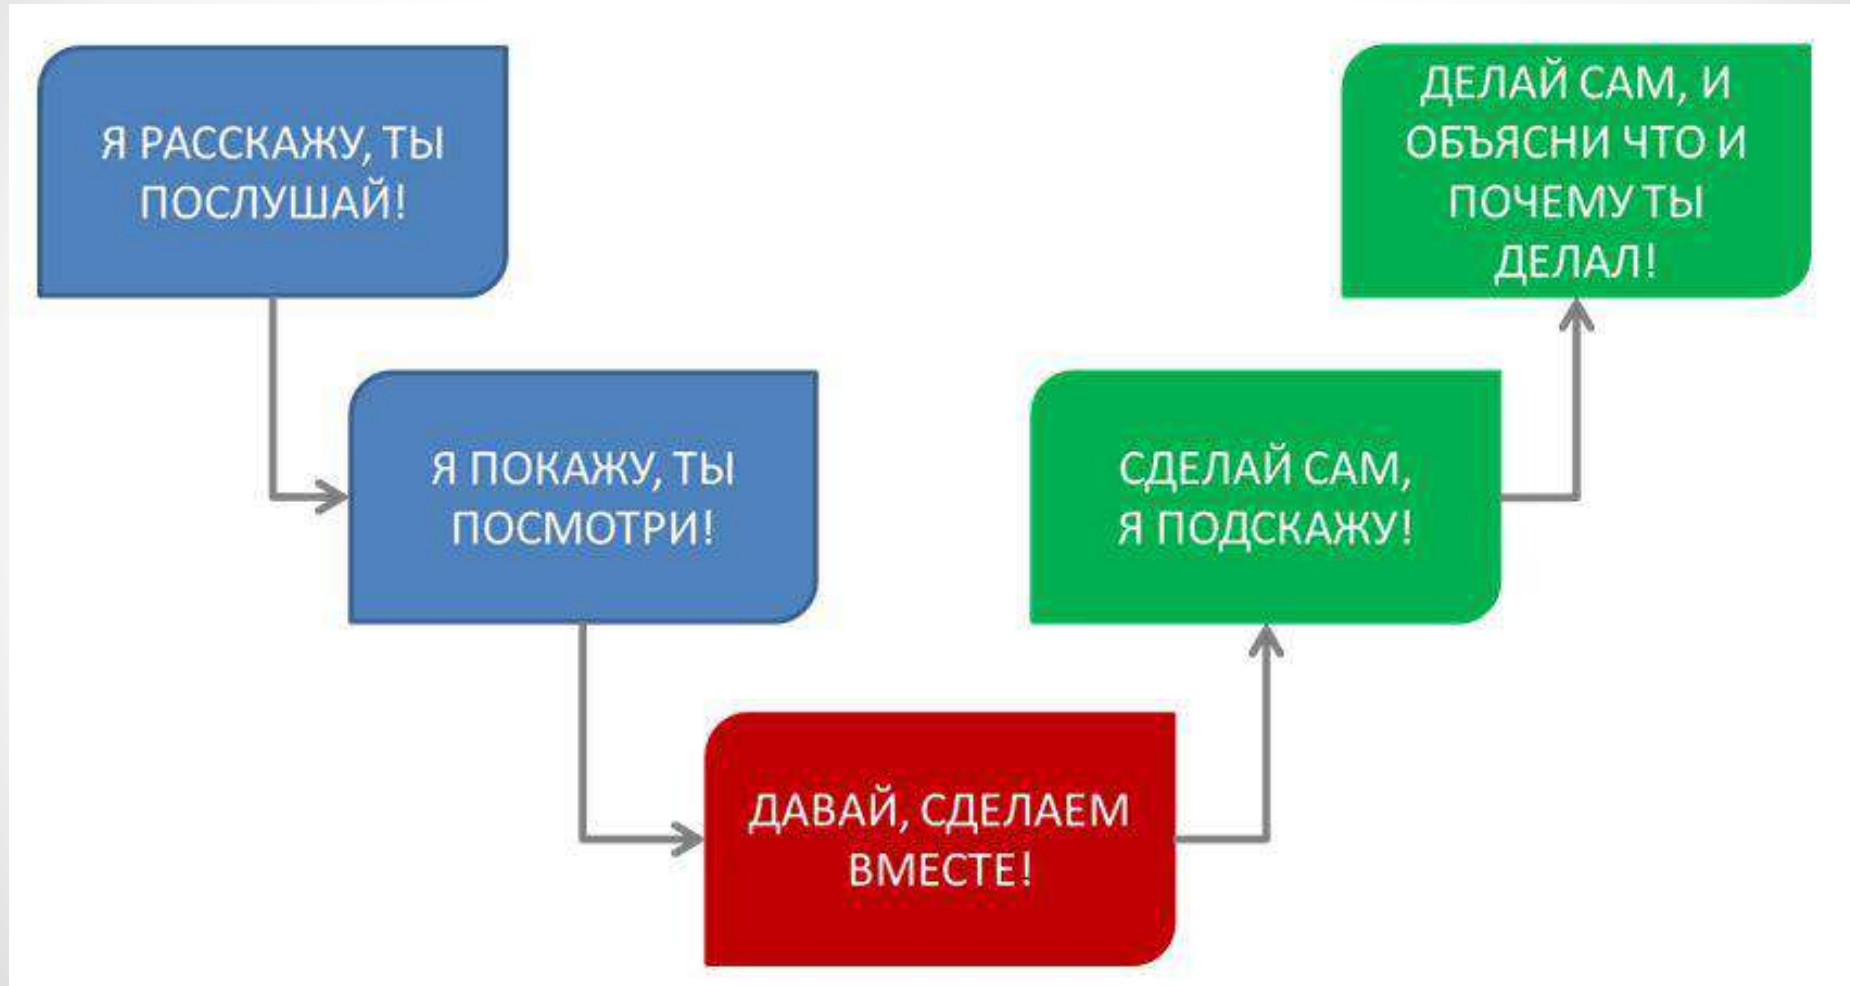 Я РАССКАЖУ, ТЫ
ПОСЛУШАЙ!
Я ПОКАЖУ, ТЫ
ПОСМОТРИ!
ДАВАЙ, СДЕЛАЕМ
ВМЕСТЕ!
СДЕЛАЙ САМ,
Я ПОДСКАЖУ!
ДЕЛАЙ САМ, И
ОБЪЯСНИ ЧТО И
ПОЧЕМУ ТЫ
ДЕЛАЛ!